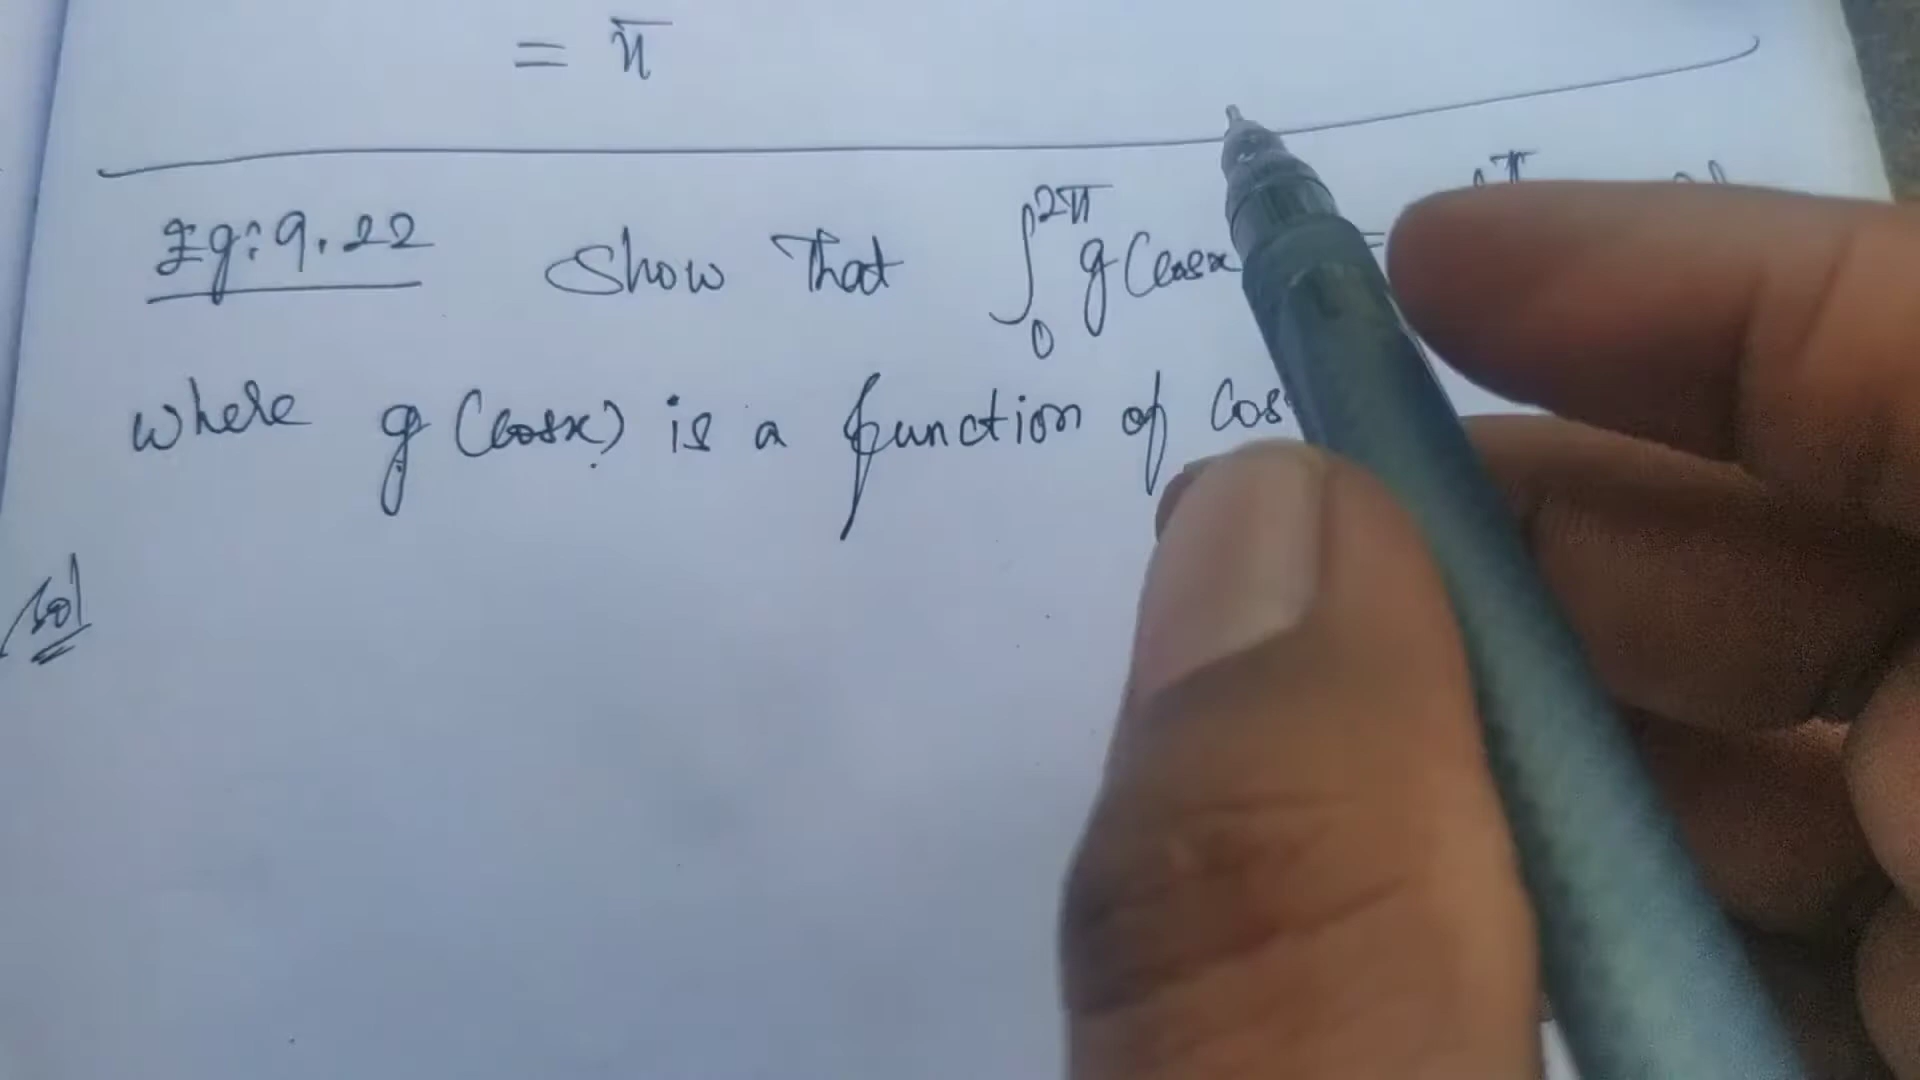 = π
Eg: 9.22 Show That ∫₀^2π g(cosx =
where g(cosx) is a function of Cos
Sol